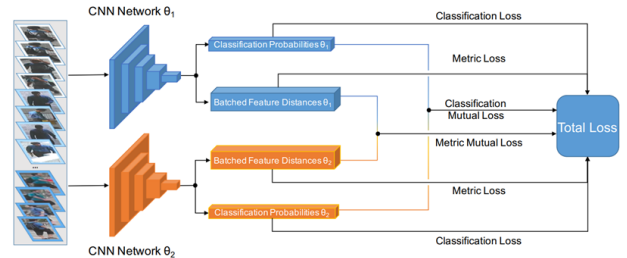 CNN Network θ1
Classification Loss
Classification Probabilities θ1
Metric Loss
Batched Feature Distances θ1
Classification
Mutual Loss
Total Loss
...
Metric Mutual Loss
Batched Feature Distances θ2
Metric Loss
Classification Probabilities θ2
Classification Loss
CNN Network θ2